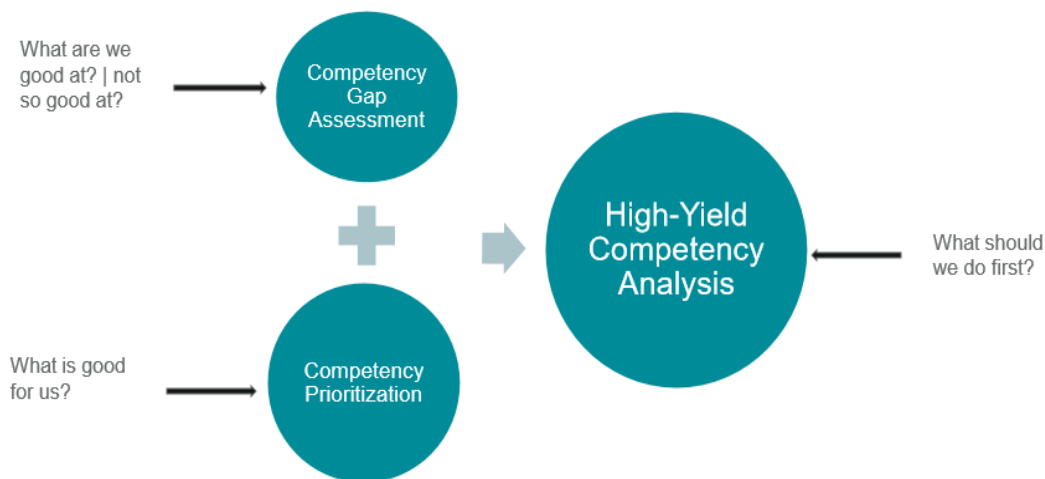 What are we
good at? | not
so good at?
Competency
Gap
Assessment
High-Yield
Competency
Analysis
What should
we do first?
What is good
for us?
Competency
Prioritization